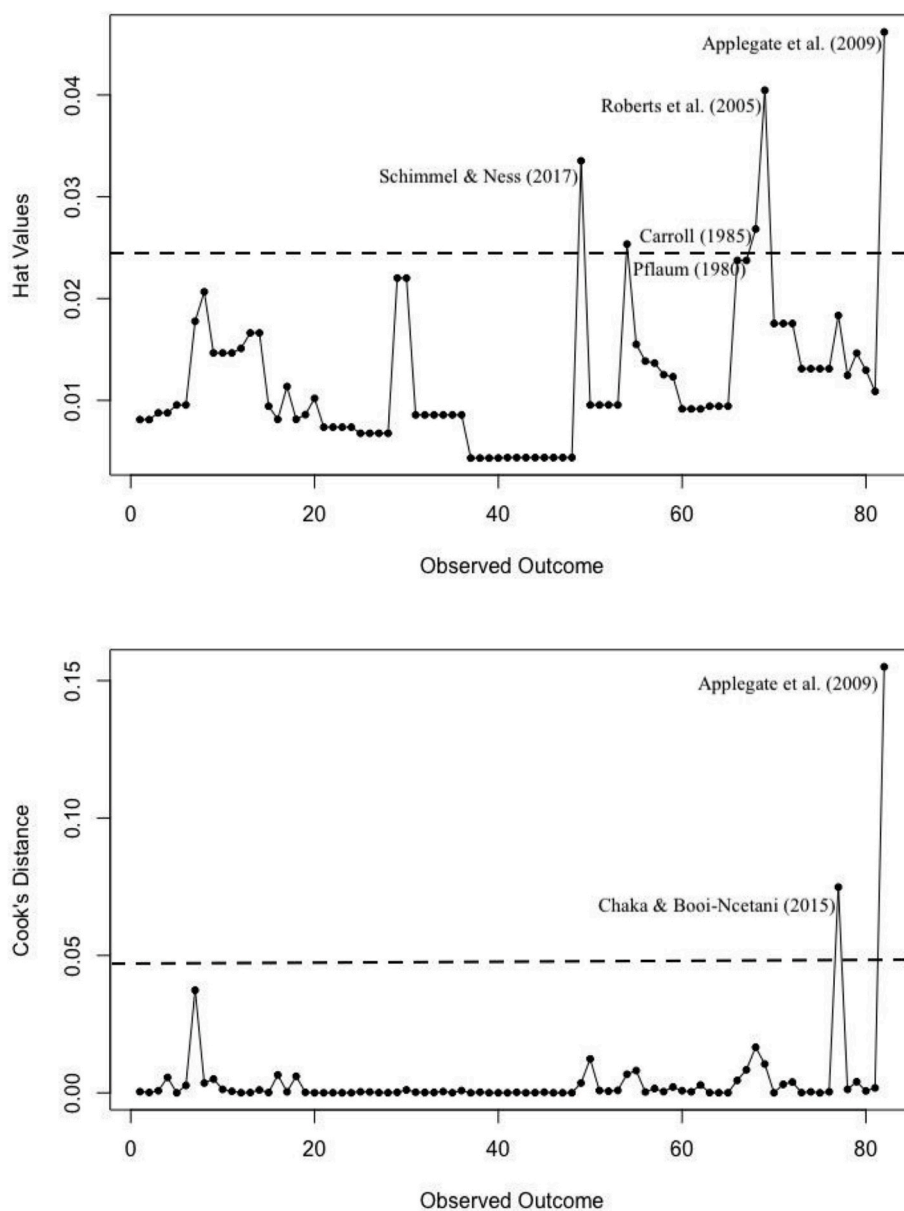 Applegate et al. (2009)
Roberts et al. (2005)
Schimmel & Ness (2017)
Carroll (1985)
Pflaum (1980)
0.04
0.03
0.02
0.01
Hat Values
0 20 40 60 80
Observed Outcome
Applegate et al. (2009)
Chaka & Booi-Ncetani (2015)
0.15
0.10
0.05
0.00
Cook's Distance
0 20 40 60 80
Observed Outcome